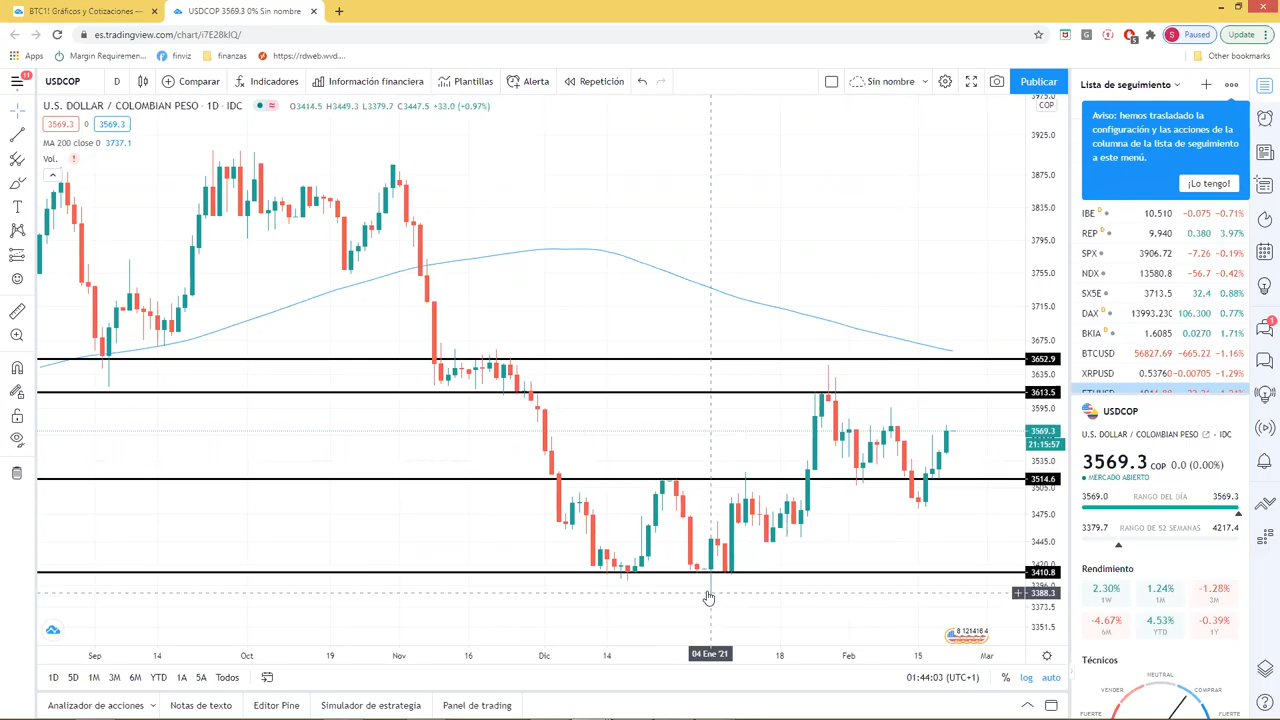 BTC1! Gráficos y Cotizaciones —
USDCOP 3569.3 0% Sin nombre
es.tradingview.com/chart/i7E28kIQ/
Paused
Update
Apps
Margin Requiremen...
finviz
finanzas
https://rdweb.wvd....
Other bookmarks
11
USDCOP
D
Comparar
Indicadores
Información financiera
Plantillas
Alerta
Repetición
Sin nombre
Publicar
Lista de seguimiento
U.S. DOLLAR / COLOMBIAN PESO · 1D · IDC
O3414.5 H3449.3 L3379.7 C3447.5 +33.0 (+0.97%)
3569.3 0 3569.3
MA 200 close 0 3737.1
Vol.
COP
Aviso: hemos trasladado la
configuración y las acciones de la
columna de la lista de seguimiento
a este menú.
¡Lo tengo!
IBE D 10.510 -0.075 -0.71%
REP D 9.940 0.380 3.97%
SPX 3906.72 -7.26 -0.19%
NDX 13580.8 -56.7 -0.42%
SX5E 3713.5 32.4 0.88%
DAX D 13993.230 106.300 0.77%
BKIA D 1.6085 0.0270 1.71%
BTCUSD 56827.69 -665.22 -1.16%
XRPUSD 0.53760 -0.00705 -1.29%
3975.0
3925.0
3875.0
3835.0
3795.0
3755.0
3715.0
3675.0
3652.9
3635.0
3613.5
3595.0
3569.3
21:15:57
3535.0
3514.6
3505.0
3475.0
3445.0
3420.0
3410.8
3396.0
3388.3
3373.5
3351.5
USDCOP
U.S. DOLLAR / COLOMBIAN PESO · IDC
3569.3 COP 0.0 (0.00%)
MERCADO ABIERTO
3569.0 RANGO DEL DÍA 3569.3
3379.7 RANGO DE 52 SEMANAS 4217.4
Rendimiento
2.30% 1.24% -1.28%
1W 1M 3M
-4.67% 4.53% -0.39%
6M YTD 1Y
Técnicos
NEUTRAL
VENDER COMPRAR
FUERTE FUERTE
Sep 14 Oct 19 Nov 16 Dic 14 04 Ene '21 18 Feb 15 Mar
1D 5D 1M 3M 6M YTD 1A 5A Todos
01:44:03 (UTC+1) % log auto
Analizador de acciones
Notas de texto
Editor Pine
Simulador de estrategia
Panel de trading